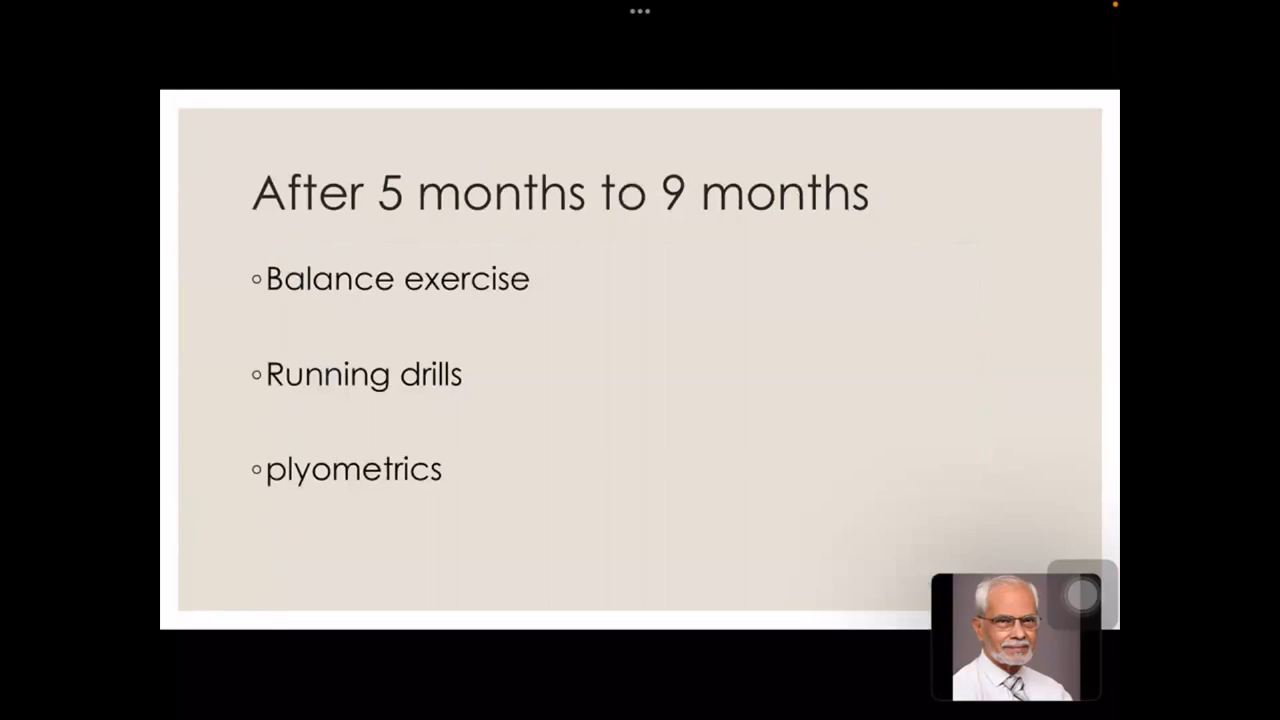 After 5 months to 9 months
◦Balance exercise
◦Running drills
◦plyometrics